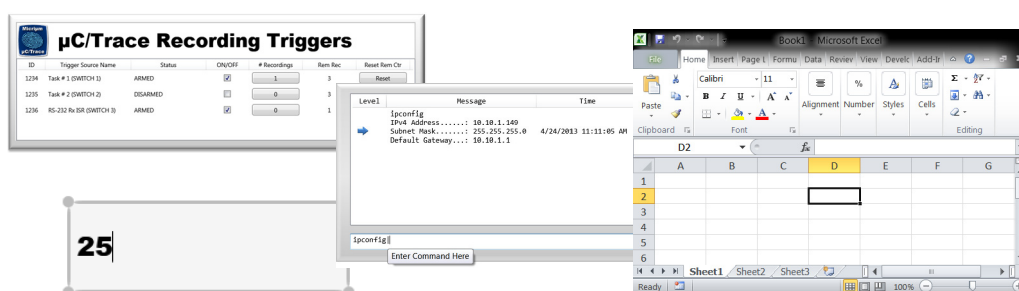 Micriµm
µC/Trace
µC/Trace Recording Triggers
ID Trigger Source Name Status ON/OFF # Recordings Rem Rec Reset Rem Ctr
1234 Task # 1 (SWITCH 1) ARMED 1 3 Reset
1235 Task # 2 (SWITCH 2) DISARMED 0 3
1236 RS-232 Rx ISR (SWITCH 3) ARMED 0 1
Level Message Time
ipconfig
IPv4 Address......: 10.10.1.149
Subnet Mask.......: 255.255.255.0 4/24/2013 11:11:05 AM
Default Gateway...: 10.10.1.1
ipconfig
Enter Command Here
25
Book1 - Microsoft Excel
File Home Insert Page L Formu Data Review View Develo Add-Ir
Calibri 11
Paste B I U A A Alignment Number Styles Cells
Clipboard Font Editing
D2 fx
A B C D E F G
1
2
3
4
5
6
Sheet1 Sheet2 Sheet3
Ready 100%